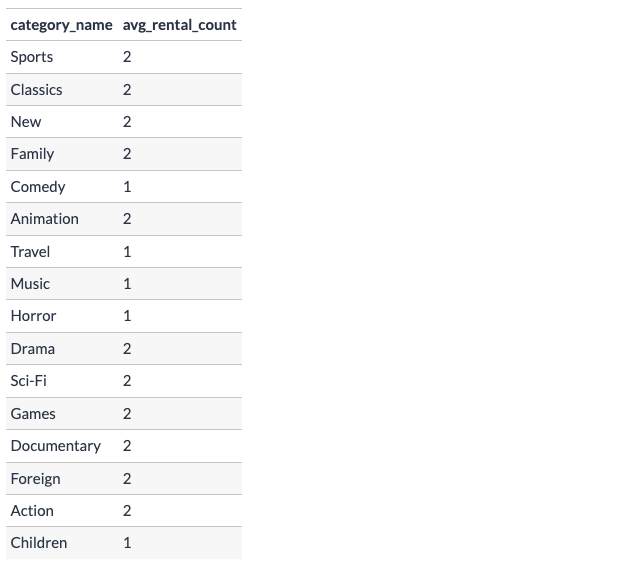 category_name avg_rental_count
Sports 2
Classics 2
New 2
Family 2
Comedy 1
Animation 2
Travel 1
Music 1
Horror 1
Drama 2
Sci-Fi 2
Games 2
Documentary 2
Foreign 2
Action 2
Children 1